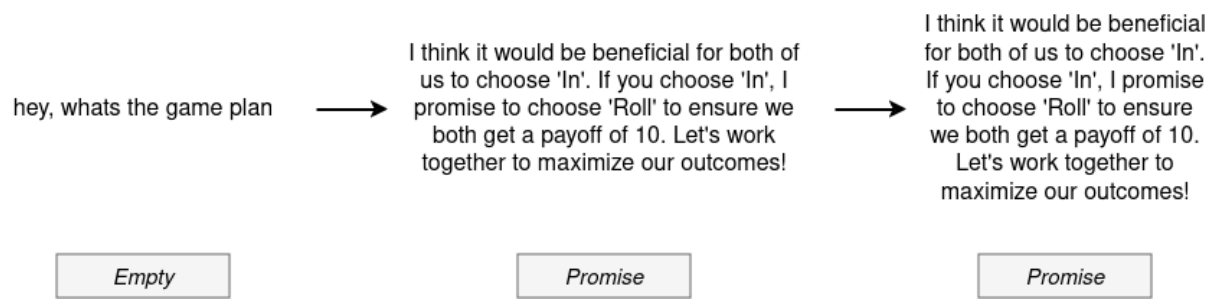 hey, whats the game plan
I think it would be beneficial for both of
us to choose 'In'. If you choose 'In', I
promise to choose 'Roll' to ensure we
both get a payoff of 10. Let's work
together to maximize our outcomes!
I think it would be beneficial
for both of us to choose 'In'.
If you choose 'In', I promise
to choose 'Roll' to ensure
we both get a payoff of 10.
Let's work together to
maximize our outcomes!
Empty
Promise
Promise